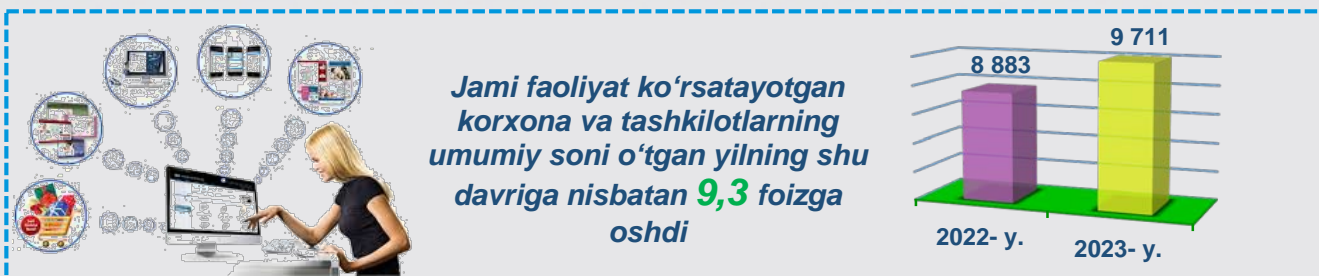 Jami faoliyat ko‘rsatayotgan
korxona va tashkilotlarning
umumiy soni o‘tgan yilning shu
davriga nisbatan 9,3 foizga
oshdi
9 711
8 883
2022- y.
2023- y.